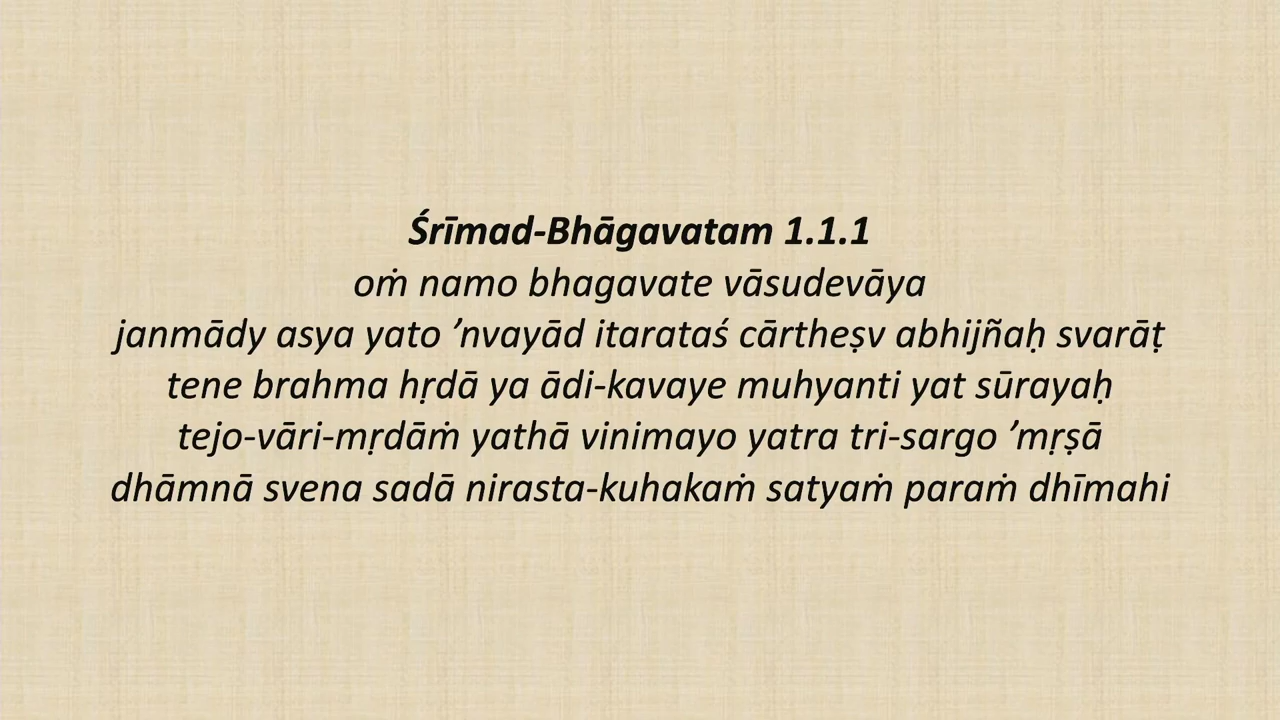 Śrīmad-Bhāgavatam 1.1.1
oṁ namo bhagavate vāsudevāya
janmādy asya yato ’nvayād itarataś cārtheṣv abhijñaḥ svarāṭ
tene brahma hṛdā ya ādi-kavaye muhyanti yat sūrayaḥ
tejo-vāri-mṛdāṁ yathā vinimayo yatra tri-sargo ’mṛṣā
dhāmnā svena sadā nirasta-kuhakaṁ satyaṁ paraṁ dhīmahi